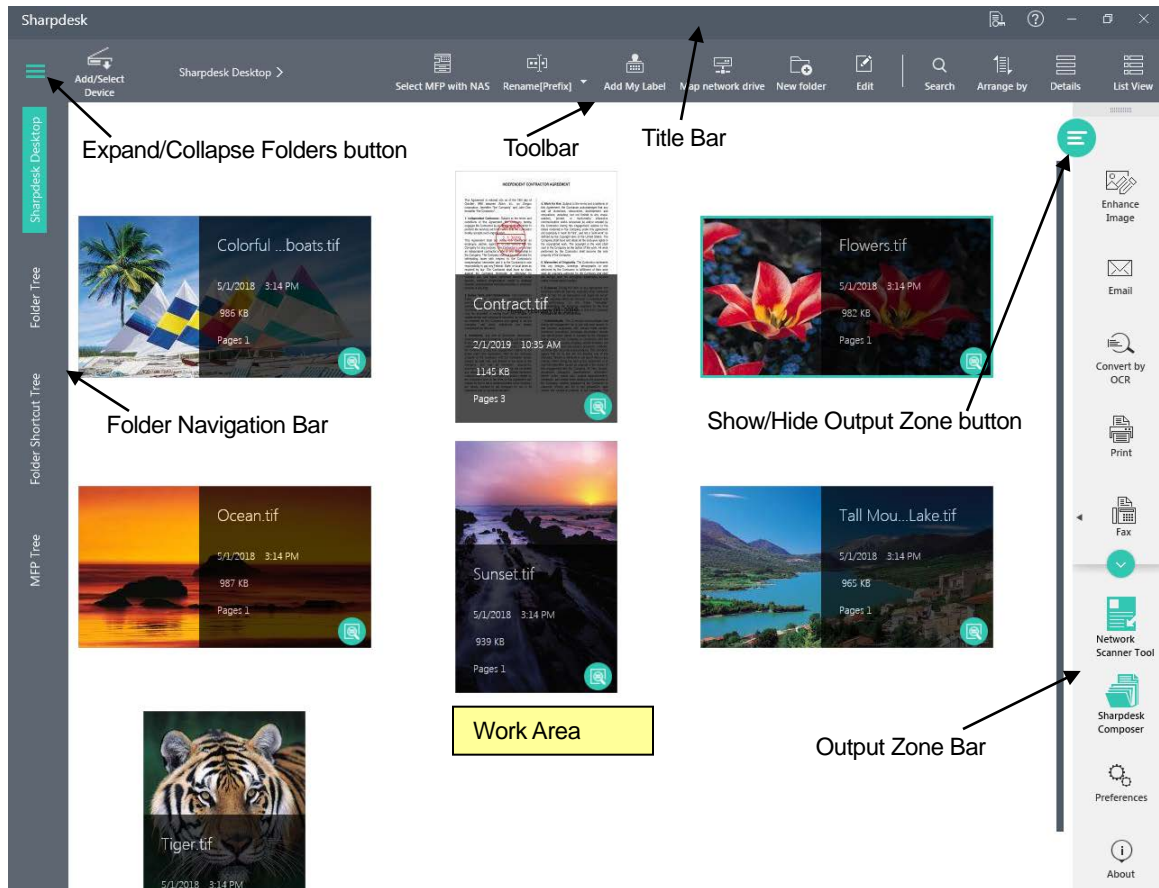 Sharpdesk
Add/Select
Device
Sharpdesk Desktop >
Select MFP with NAS
Rename[Prefix]
Add My Label
Map network drive
New folder
Edit
Search
Arrange by
Details
List View
Expand/Collapse Folders button
Toolbar
Title Bar
Sharpdesk Desktop
Folder Tree
Folder Shortcut Tree
MFP Tree
Colorful ...boats.tif
5/1/2018 3:14 PM
986 KB
Pages 1
INDEPENDENT CONTRACTOR AGREEMENT
Contract.tif
2/1/2019 10:35 AM
1145 KB
Pages 3
Flowers.tif
5/1/2018 3:14 PM
982 KB
Pages 1
Folder Navigation Bar
Show/Hide Output Zone button
Ocean.tif
5/1/2018 3:14 PM
987 KB
Pages 1
Sunset.tif
5/1/2018 3:14 PM
939 KB
Pages 1
Tall Mou...Lake.tif
5/1/2018 3:14 PM
965 KB
Pages 1
Work Area
Output Zone Bar
Tiger.tif
5/1/2018 3:14 PM
Enhance
Image
Email
Convert by
OCR
Print
Fax
Network
Scanner Tool
Sharpdesk
Composer
Preferences
About